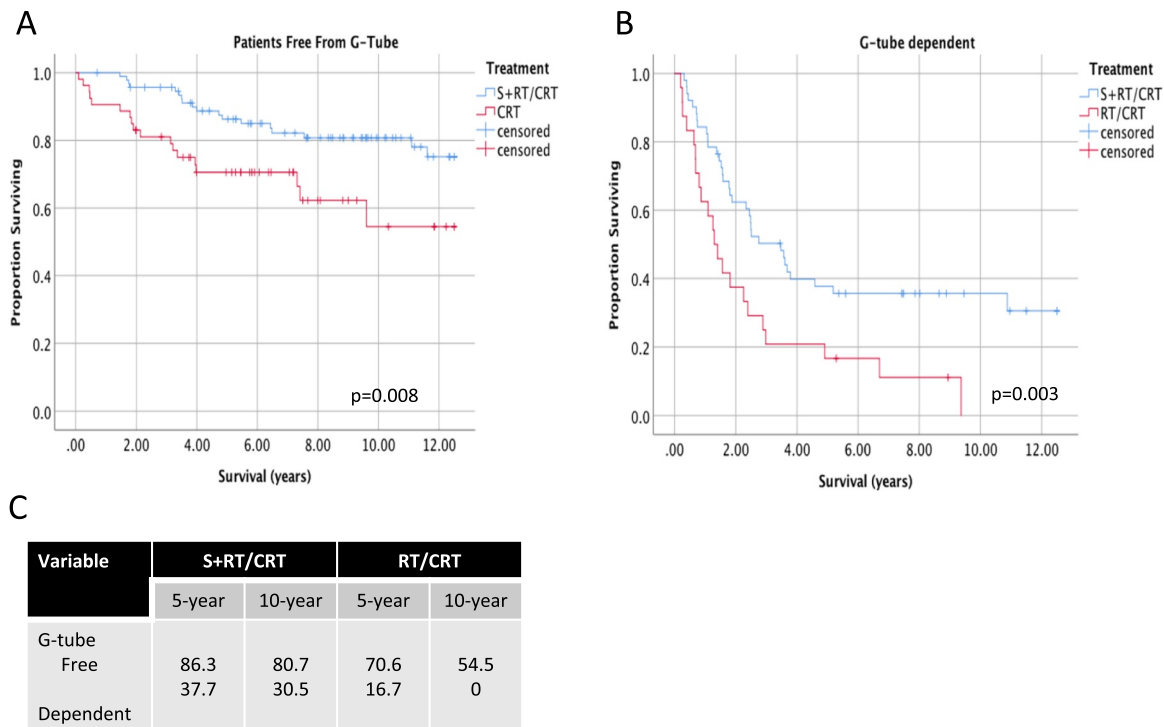 A
Patients Free From G-Tube
Proportion Surviving
1.0
0.8
0.6
0.4
0.2
0.0
.00 2.00 4.00 6.00 8.00 10.00 12.00
Survival (years)
p=0.008
Treatment
S+RT/CRT
CRT
censored
censored
B
G-tube dependent
Proportion Surviving
1.0
0.8
0.6
0.4
0.2
0.0
.00 2.00 4.00 6.00 8.00 10.00 12.00
Survival (years)
p=0.003
Treatment
S+RT/CRT
RT/CRT
censored
censored
C
Variable S+RT/CRT RT/CRT
5-year 10-year 5-year 10-year
G-tube
Free 86.3 80.7 70.6 54.5
37.7 30.5 16.7 0
Dependent